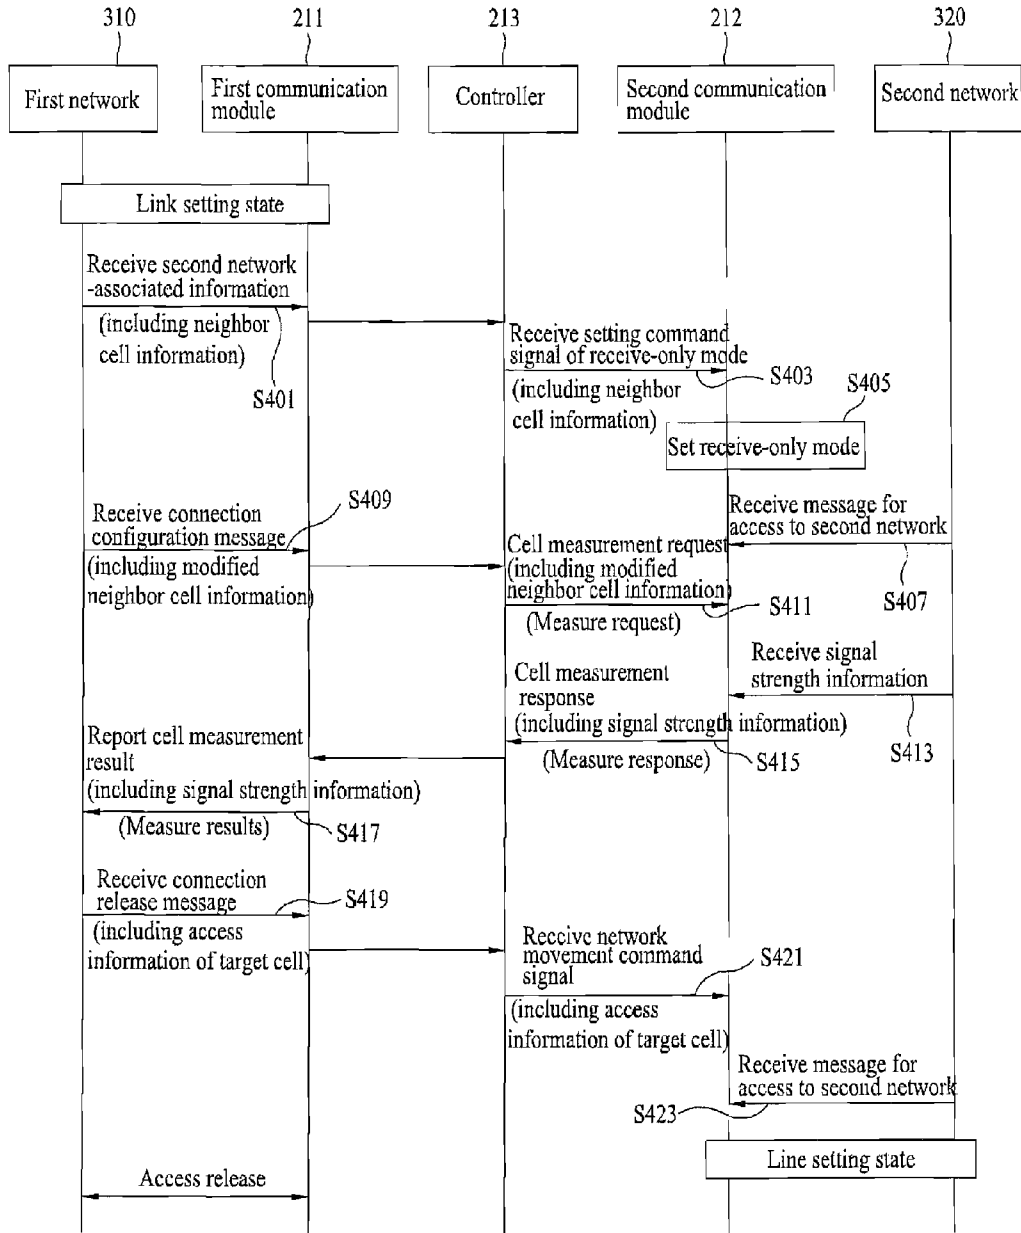 310
211
213
212
320
First network
First communication
module
Controller
Second communication
module
Second network
Link setting state
Receive second network
-associated information
(including neighbor
cell information)
S401
Receive setting command
signal of receive-only mode
S403
(including neighbor
cell information)
S405
Set receive-only mode
Receive message for
access to second network
S407
S409
Receive connection
configuration message
(including modified
neighbor cell information)
Cell measurement request
(including modified
neighbor cell information)
S411
(Measure request)
Receive signal
strength information
S413
Cell measurement
response
(including signal strength information)
(Measure response)
S415
Report cell measurement
result
(including signal strength information)
(Measure results)
S417
Receive connection
release message
S419
(including access
information of target cell)
Receive network
movement command
signal
S421
(including access
information of target cell)
Receive message for
access to second network
S423
Line setting state
Access release